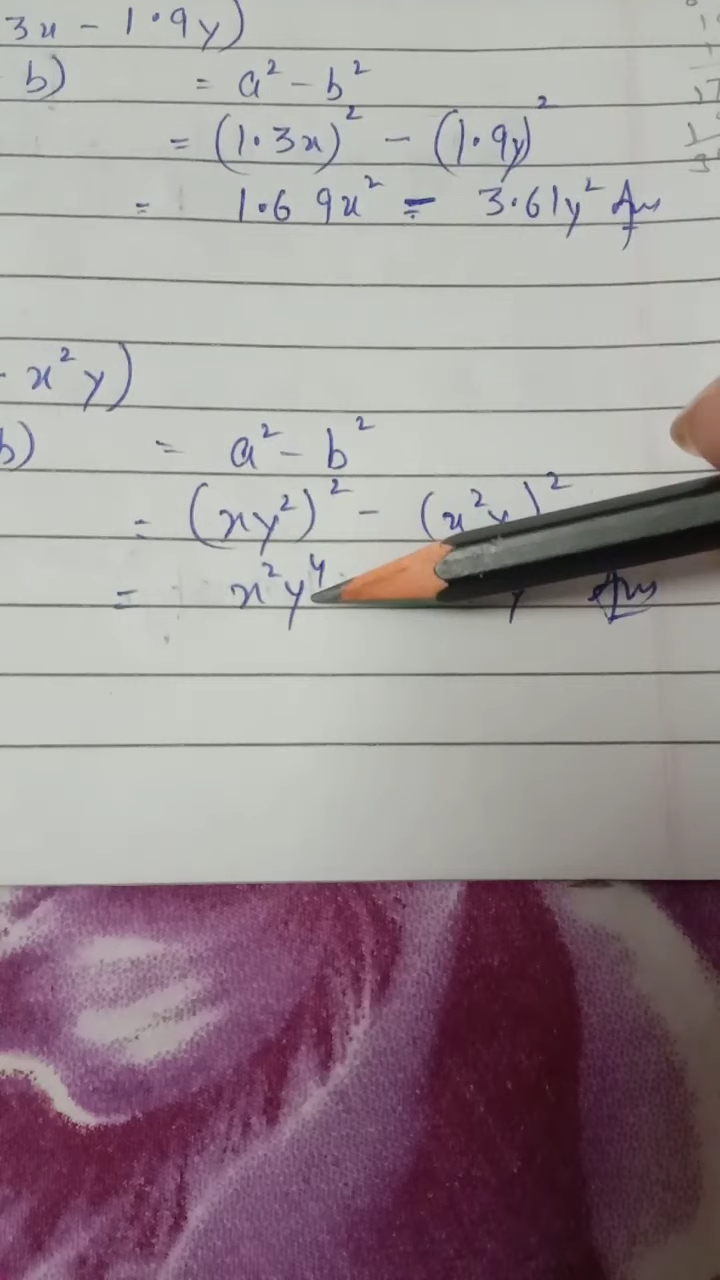 3x - 1.9y)
b) = a² - b²
= (1.3x)² - (1.9y)²
= 1.69x² - 3.61y² Ans
- x²y)
b) = a² - b²
= (xy²)² - (x²y)²
= x²y⁴ y Ans